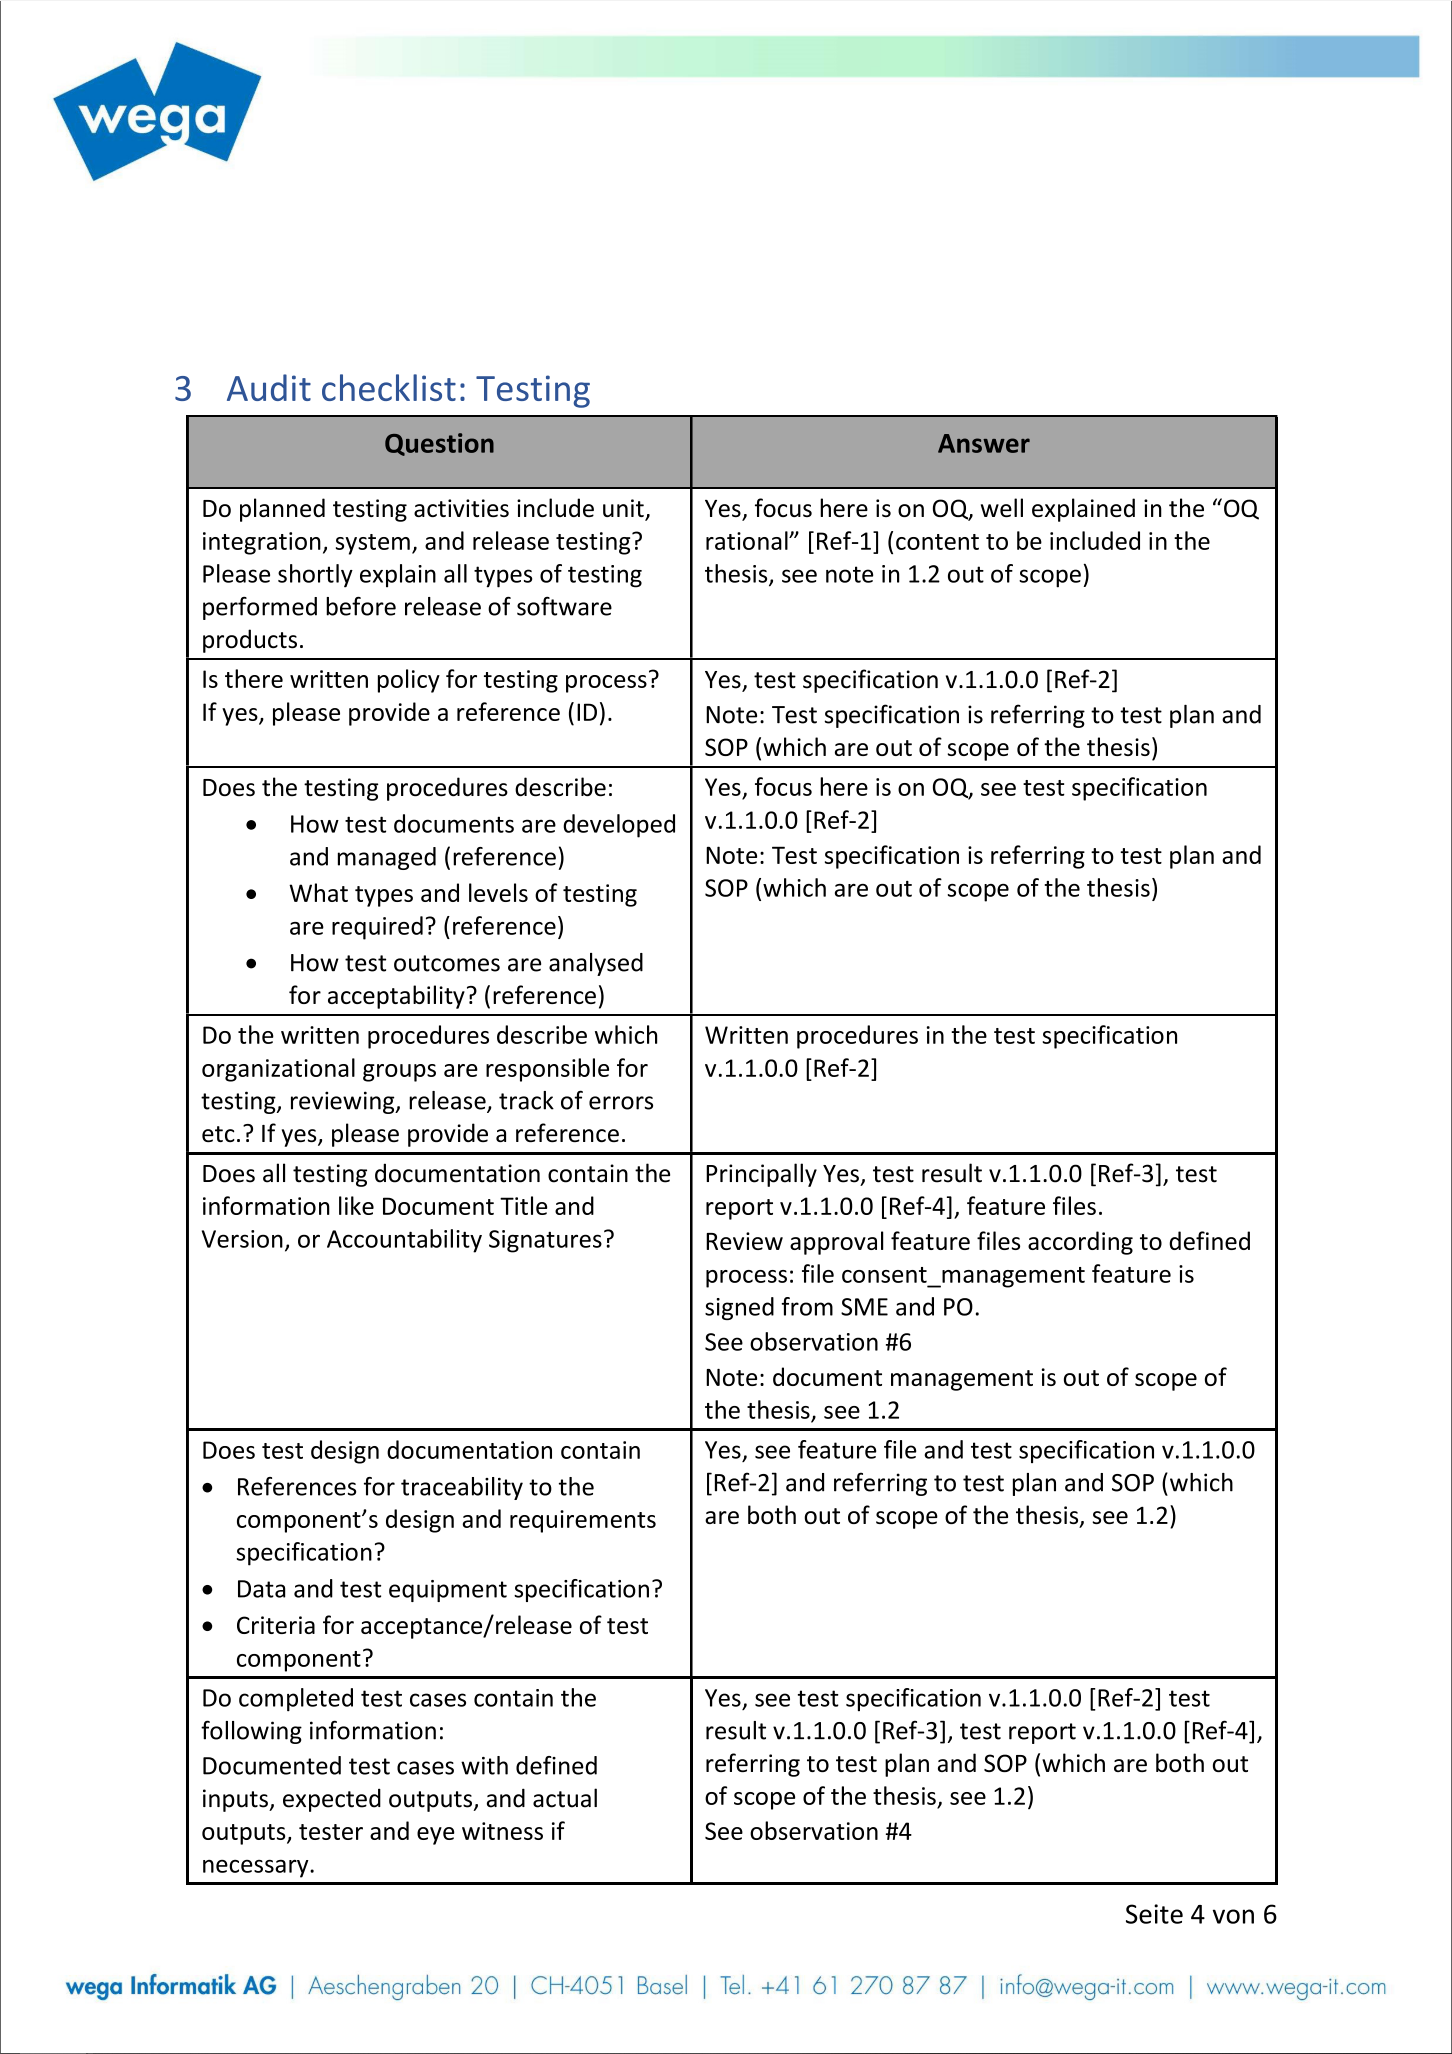 wega
3 Audit checklist: Testing
Question
Answer
Do planned testing activities include unit,
integration, system, and release testing?
Please shortly explain all types of testing
performed before release of software
products.
Yes, focus here is on OQ, well explained in the “OQ
rational” [Ref-1] (content to be included in the
thesis, see note in 1.2 out of scope)
Is there written policy for testing process?
If yes, please provide a reference (ID).
Yes, test specification v.1.1.0.0 [Ref-2]
Note: Test specification is referring to test plan and
SOP (which are out of scope of the thesis)
Does the testing procedures describe:
• How test documents are developed
and managed (reference)
• What types and levels of testing
are required? (reference)
• How test outcomes are analysed
for acceptability? (reference)
Yes, focus here is on OQ, see test specification
v.1.1.0.0 [Ref-2]
Note: Test specification is referring to test plan and
SOP (which are out of scope of the thesis)
Do the written procedures describe which
organizational groups are responsible for
testing, reviewing, release, track of errors
etc.? If yes, please provide a reference.
Written procedures in the test specification
v.1.1.0.0 [Ref-2]
Does all testing documentation contain the
information like Document Title and
Version, or Accountability Signatures?
Principally Yes, test result v.1.1.0.0 [Ref-3], test
report v.1.1.0.0 [Ref-4], feature files.
Review approval feature files according to defined
process: file consent_management feature is
signed from SME and PO.
See observation #6
Note: document management is out of scope of
the thesis, see 1.2
Does test design documentation contain
• References for traceability to the
component’s design and requirements
specification?
• Data and test equipment specification?
• Criteria for acceptance/release of test
component?
Yes, see feature file and test specification v.1.1.0.0
[Ref-2] and referring to test plan and SOP (which
are both out of scope of the thesis, see 1.2)
Do completed test cases contain the
following information:
Documented test cases with defined
inputs, expected outputs, and actual
outputs, tester and eye witness if
necessary.
Yes, see test specification v.1.1.0.0 [Ref-2] test
result v.1.1.0.0 [Ref-3], test report v.1.1.0.0 [Ref-4],
referring to test plan and SOP (which are both out
of scope of the thesis, see 1.2)
See observation #4
Seite 4 von 6
wega Informatik AG | Aeschengraben 20 | CH-4051 Basel | Tel. +41 61 270 87 87 | info@wega-it.com | www.wega-it.com